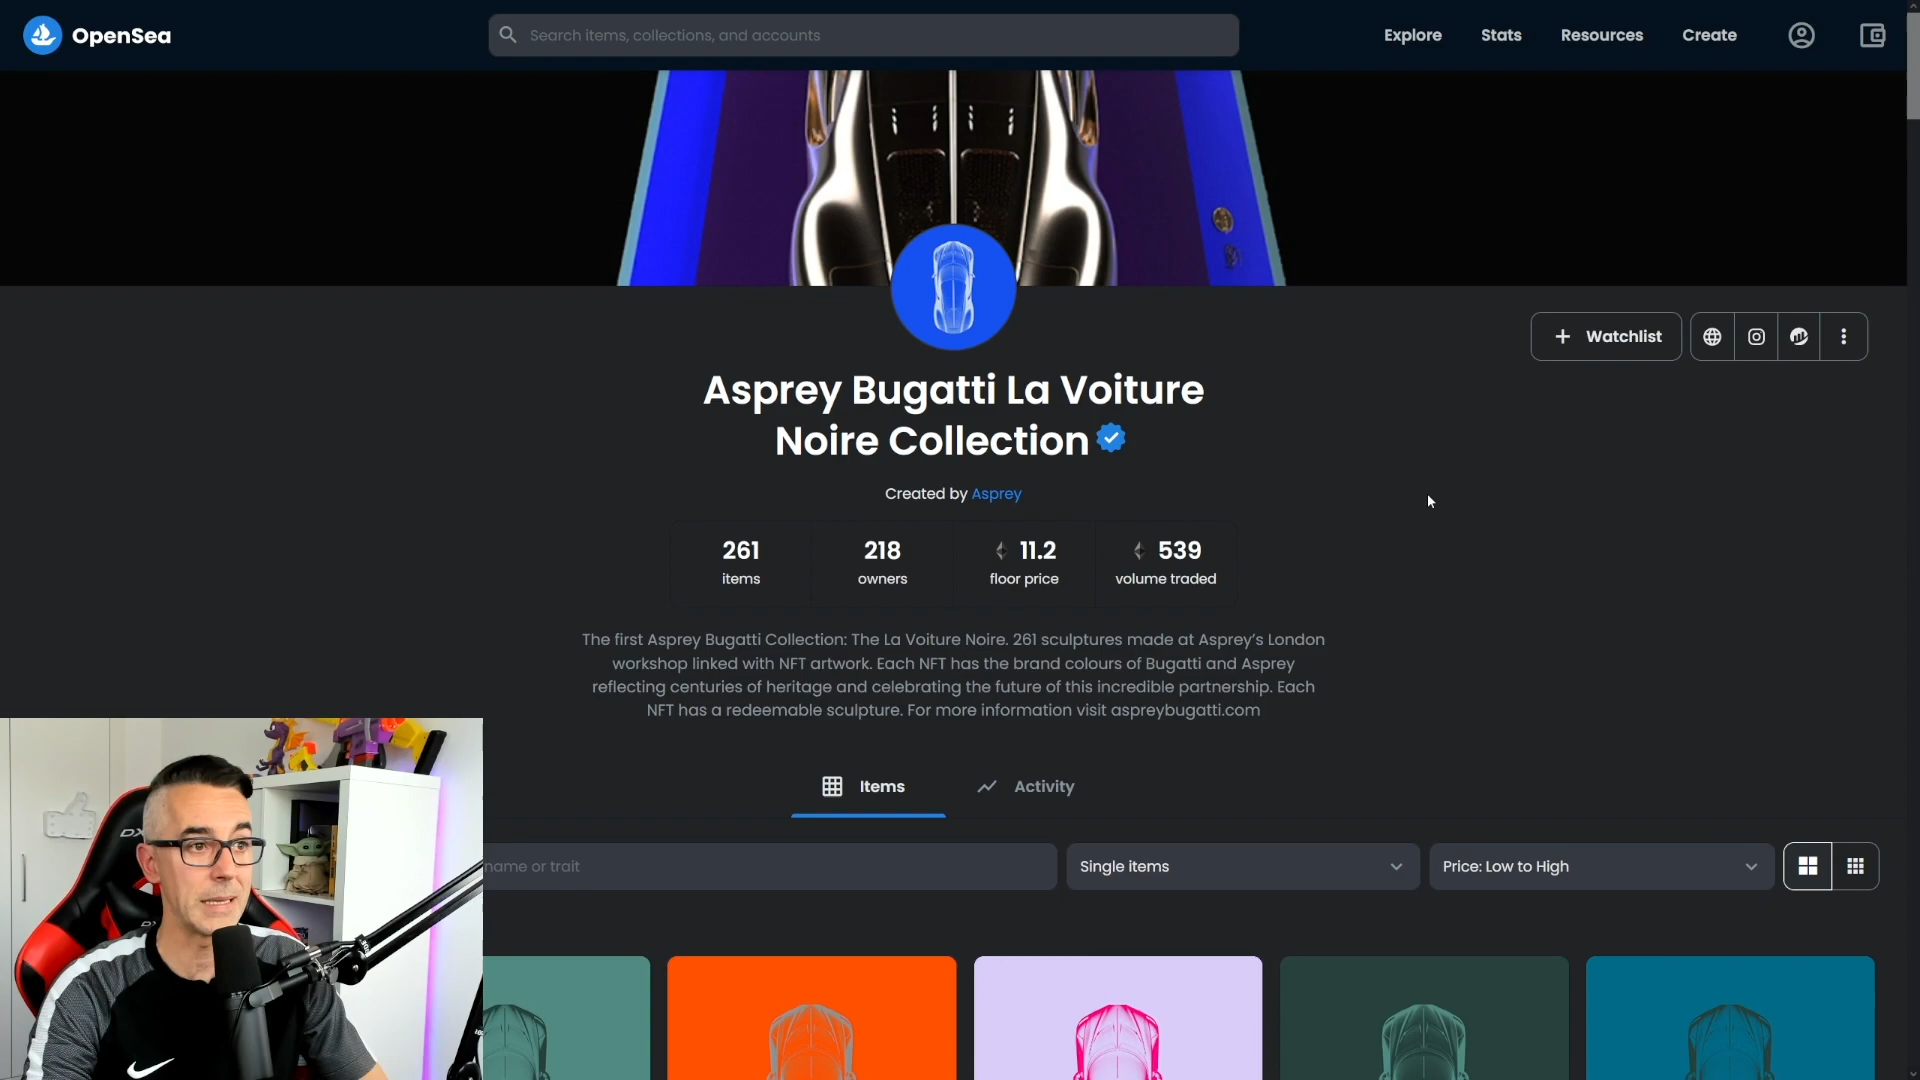 OpenSea
Search items, collections, and accounts
Explore
Stats
Resources
Create
Watchlist
Asprey Bugatti La Voiture
Noire Collection
Created by Asprey
261
items
218
owners
11.2
floor price
539
volume traded
The first Asprey Bugatti Collection: The La Voiture Noire. 261 sculptures made at Asprey’s London
workshop linked with NFT artwork. Each NFT has the brand colours of Bugatti and Asprey
reflecting centuries of heritage and celebrating the future of this incredible partnership. Each
NFT has a redeemable sculpture. For more information visit aspreybugatti.com
Items
Activity
name or trait
Single items
Price: Low to High